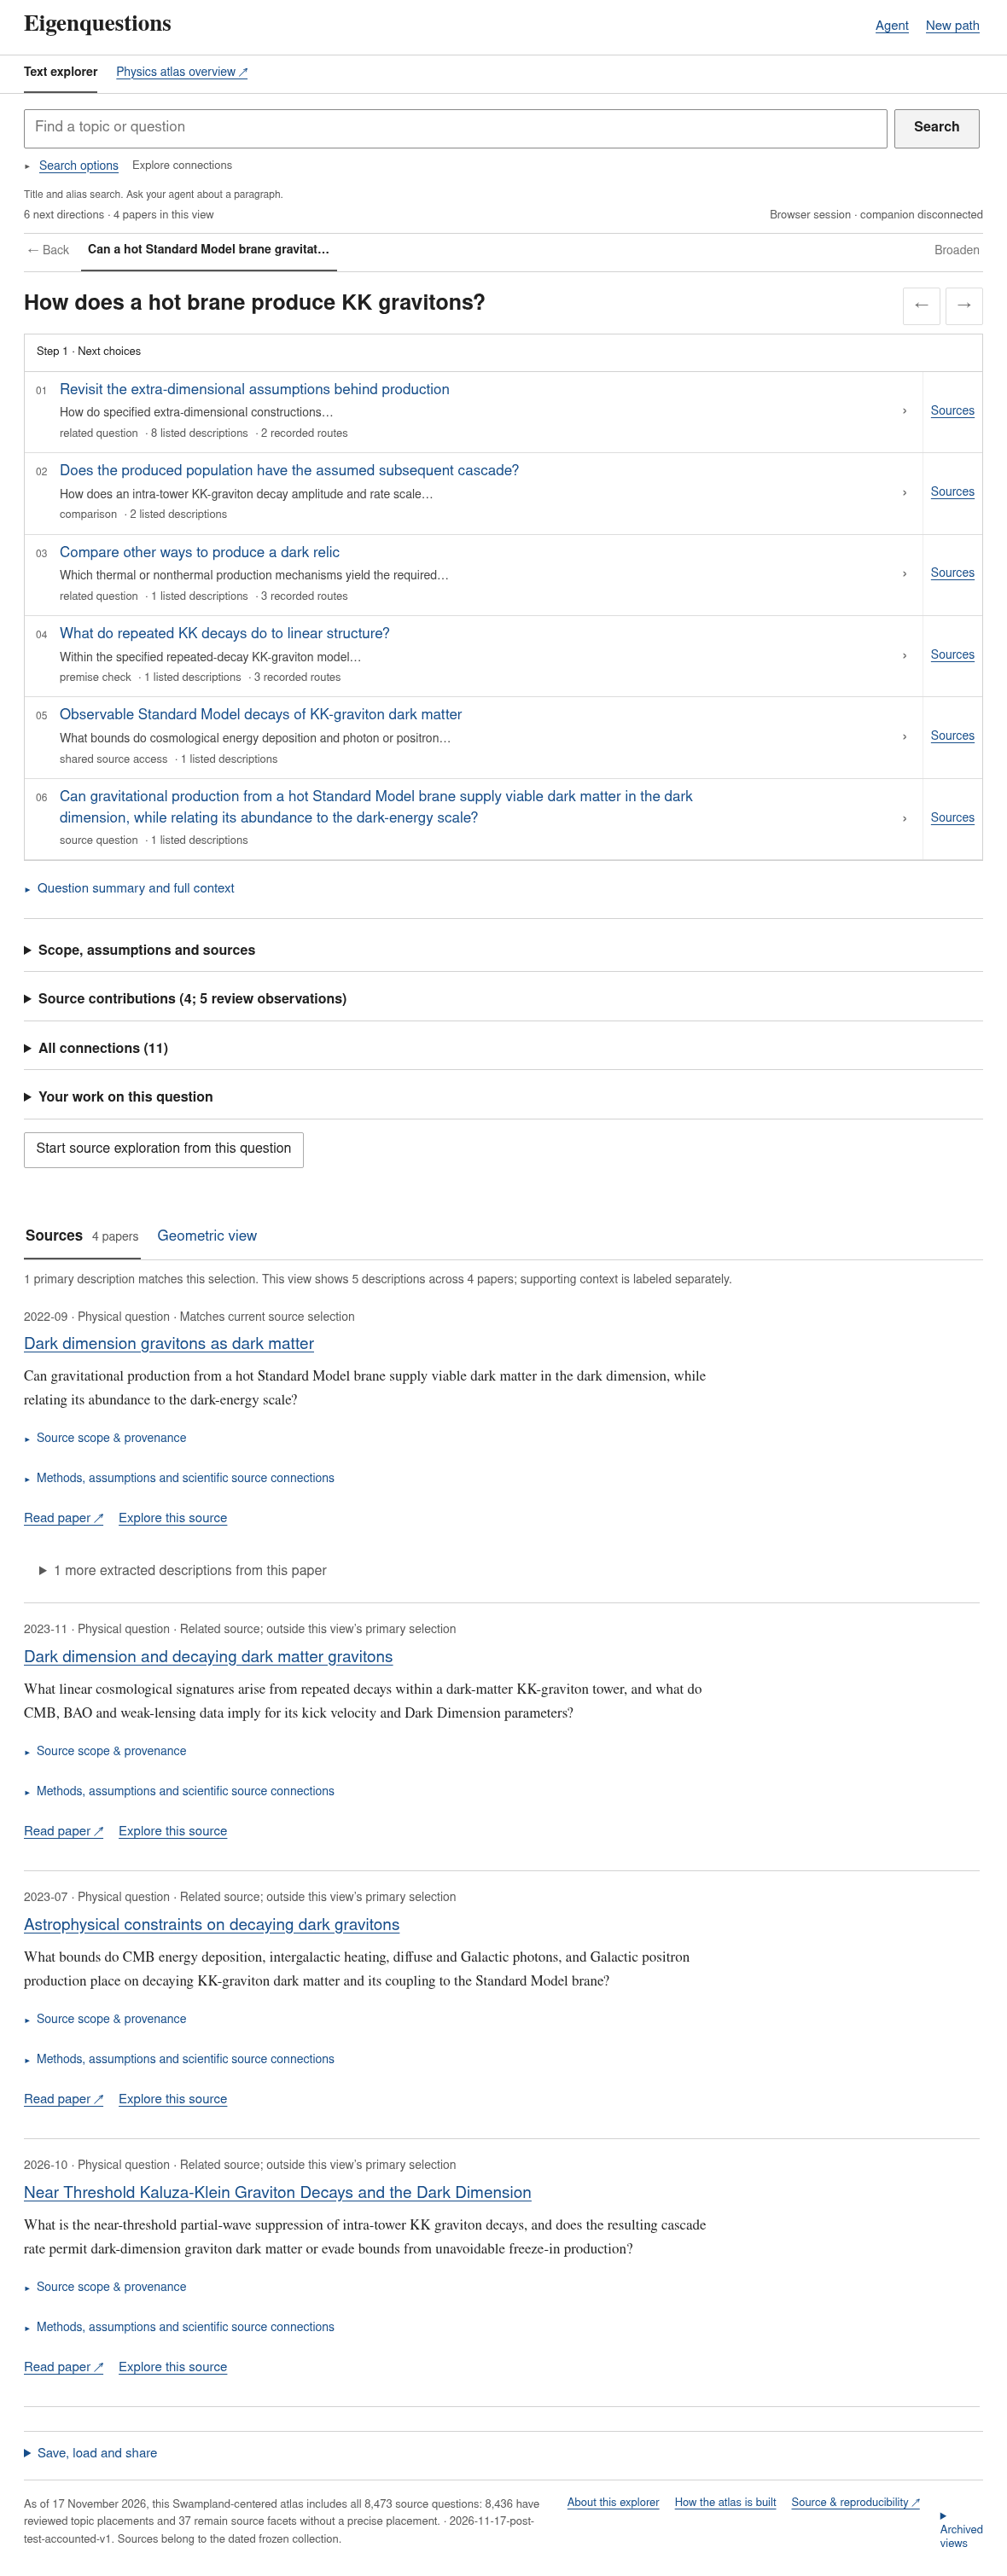 Eigenquestions
Agent New path
Text explorer Physics atlas overview ↗
Find a topic or question
Search
▸ Search options Explore connections
Title and alias search. Ask your agent about a paragraph.
6 next directions · 4 papers in this view
Browser session · companion disconnected
← Back Can a hot Standard Model brane gravitat… Broaden
How does a hot brane produce KK gravitons?
← →
Step 1 · Next choices
01 Revisit the extra-dimensional assumptions behind production
How do specified extra-dimensional constructions…
related question · 8 listed descriptions · 2 recorded routes
› Sources
02 Does the produced population have the assumed subsequent cascade?
How does an intra-tower KK-graviton decay amplitude and rate scale…
comparison · 2 listed descriptions
› Sources
03 Compare other ways to produce a dark relic
Which thermal or nonthermal production mechanisms yield the required…
related question · 1 listed descriptions · 3 recorded routes
› Sources
04 What do repeated KK decays do to linear structure?
Within the specified repeated-decay KK-graviton model…
premise check · 1 listed descriptions · 3 recorded routes
› Sources
05 Observable Standard Model decays of KK-graviton dark matter
What bounds do cosmological energy deposition and photon or positron…
shared source access · 1 listed descriptions
› Sources
06 Can gravitational production from a hot Standard Model brane supply viable dark matter in the dark
dimension, while relating its abundance to the dark-energy scale?
source question · 1 listed descriptions
› Sources
▸ Question summary and full context
▶ Scope, assumptions and sources
▶ Source contributions (4; 5 review observations)
▶ All connections (11)
▶ Your work on this question
Start source exploration from this question
Sources 4 papers Geometric view
1 primary description matches this selection. This view shows 5 descriptions across 4 papers; supporting context is labeled separately.
2022-09 · Physical question · Matches current source selection
Dark dimension gravitons as dark matter
Can gravitational production from a hot Standard Model brane supply viable dark matter in the dark dimension, while
relating its abundance to the dark-energy scale?
▸ Source scope & provenance
▸ Methods, assumptions and scientific source connections
Read paper ↗ Explore this source
▶ 1 more extracted descriptions from this paper
2023-11 · Physical question · Related source; outside this view's primary selection
Dark dimension and decaying dark matter gravitons
What linear cosmological signatures arise from repeated decays within a dark-matter KK-graviton tower, and what do
CMB, BAO and weak-lensing data imply for its kick velocity and Dark Dimension parameters?
▸ Source scope & provenance
▸ Methods, assumptions and scientific source connections
Read paper ↗ Explore this source
2023-07 · Physical question · Related source; outside this view's primary selection
Astrophysical constraints on decaying dark gravitons
What bounds do CMB energy deposition, intergalactic heating, diffuse and Galactic photons, and Galactic positron
production place on decaying KK-graviton dark matter and its coupling to the Standard Model brane?
▸ Source scope & provenance
▸ Methods, assumptions and scientific source connections
Read paper ↗ Explore this source
2026-10 · Physical question · Related source; outside this view's primary selection
Near Threshold Kaluza-Klein Graviton Decays and the Dark Dimension
What is the near-threshold partial-wave suppression of intra-tower KK graviton decays, and does the resulting cascade
rate permit dark-dimension graviton dark matter or evade bounds from unavoidable freeze-in production?
▸ Source scope & provenance
▸ Methods, assumptions and scientific source connections
Read paper ↗ Explore this source
▶ Save, load and share
As of 17 November 2026, this Swampland-centered atlas includes all 8,473 source questions: 8,436 have
reviewed topic placements and 37 remain source facets without a precise placement. · 2026-11-17-post-
test-accounted-v1. Sources belong to the dated frozen collection.
About this explorer How the atlas is built Source & reproducibility ↗
▶
Archived
views